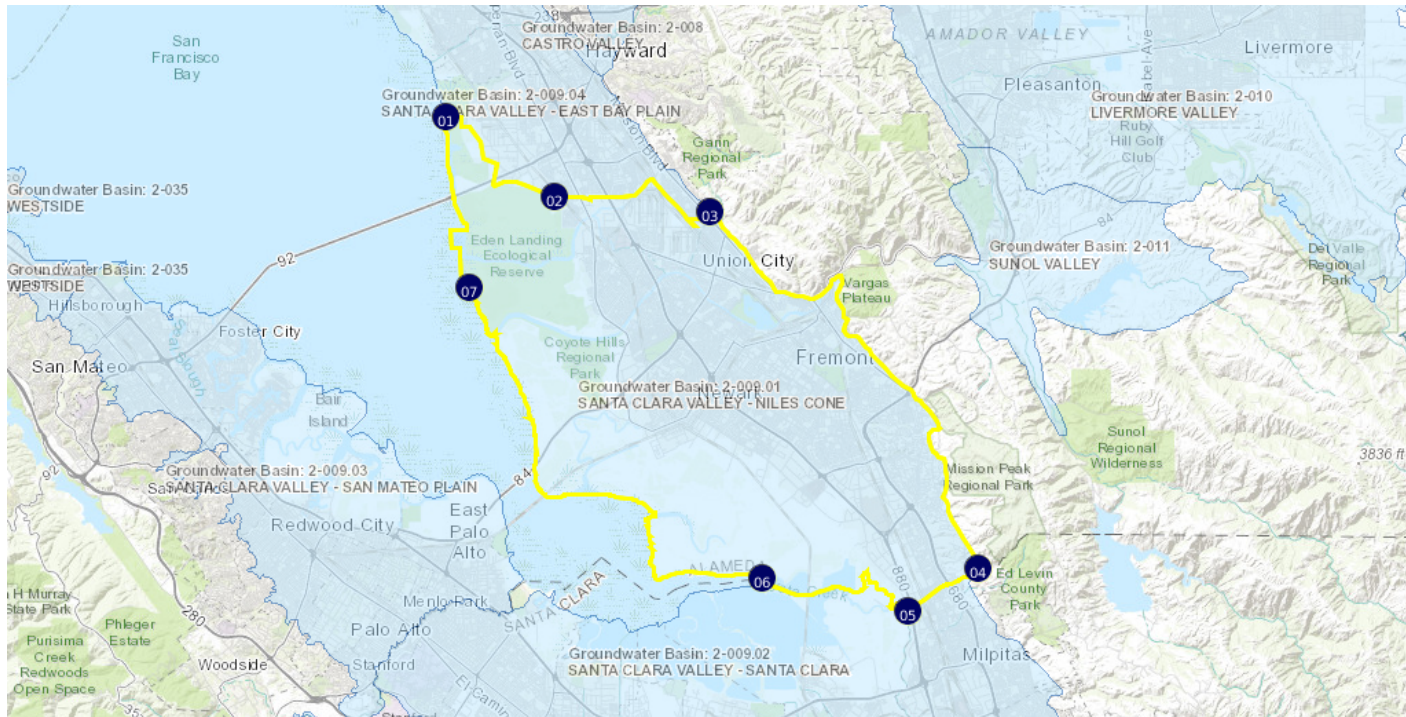 238
Groundwater Basin: 2-008
CASTRO VALLEY
Hayward
AMADOR VALLEY
Livermore
San
Francisco
Bay
Pleasanton
Groundwater Basin: 2-009.04
SANTA CLARA VALLEY - EAST BAY PLAIN
01
Groundwater Basin: 2-010
LIVERMORE VALLEY
Ruby
Hill Golf
Club
Garin
Regional
Park
Groundwater Basin: 2-035
WESTSIDE
02
03
84
92
Eden Landing
Ecological
Reserve
Union City
Groundwater Basin: 2-011
SUNOL VALLEY
Del Valle
Regional
Park
Groundwater Basin: 2-035
WESTSIDE
Hillsborough
07
Vargas
Plateau
Foster City
San Mateo
Coyote Hills
Regional
Park
Fremont
Groundwater Basin: 2-009.01
SANTA CLARA VALLEY - NILES CONE
Newark
Bair
Island
Sunol
Regional
Wilderness
3836 ft
92
Groundwater Basin: 2-009.03
SANTA CLARA VALLEY - SAN MATEO PLAIN
84
Mission Peak
Regional Park
Redwood City
East
Palo
Alto
ALAMEDA
SANTA CLARA
06
04
880
680
Creek
Ed Levin
County
Park
05
H Murray
State Park
280
Menlo Park
Phleger
Estate
Palo Alto
Purisima
Creek
Redwoods
Open Space
Woodside
Stanford
Groundwater Basin: 2-009.02
SANTA CLARA VALLEY - SANTA CLARA
Milpitas